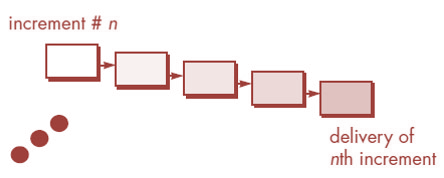 increment # n
delivery of
nth increment